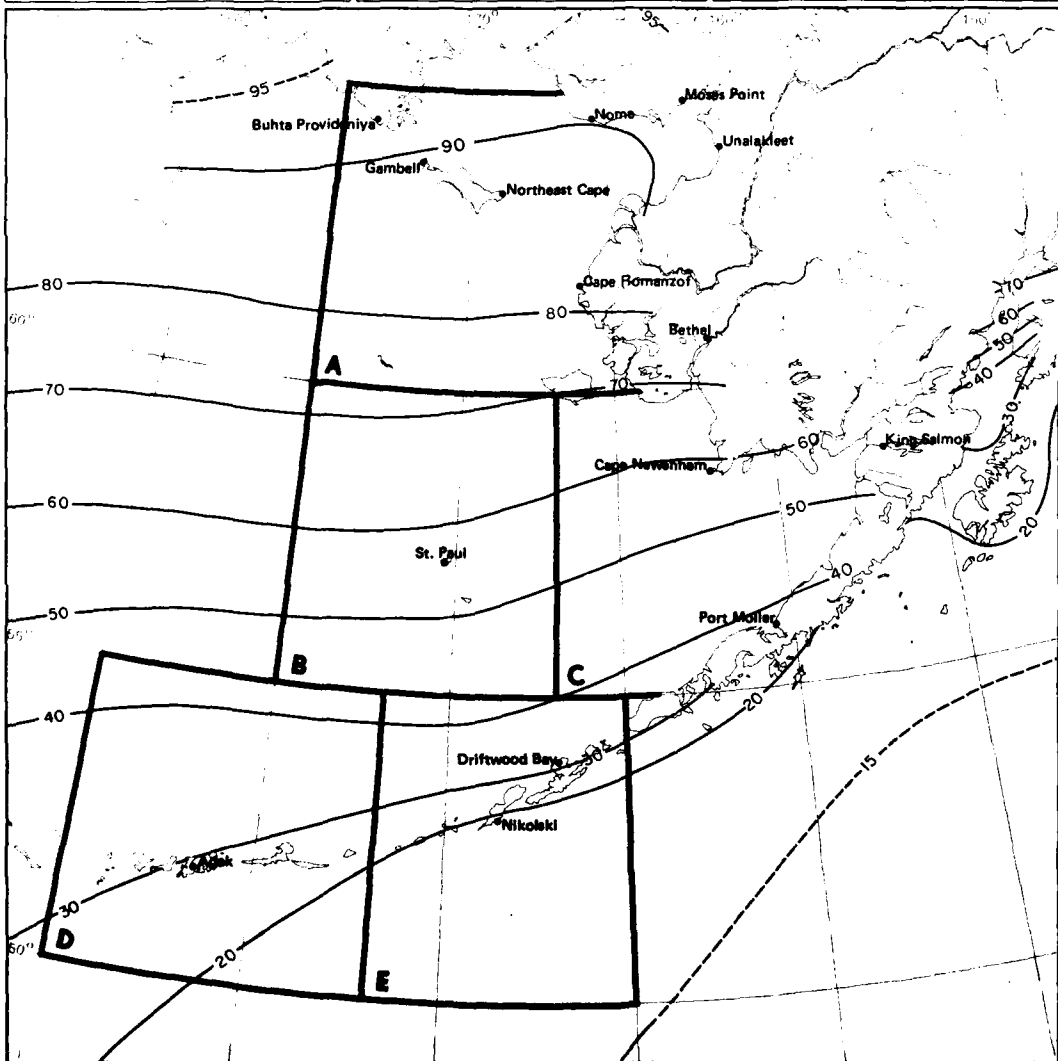 95
95
Moses Point
Nome
Buhta Provideniya
90
Unalakleet
Gambell
Northeast Cape
80
Cape Romanzof
80
70
60
Bethel
50
A
70
40
70
30
60
King Salmon
Cape Newenham
60
50
20
St. Paul
40
50
Port Moller
B
C
40
20
Driftwood Bay
30
15
Nikolski
Adak
30
D
20
E